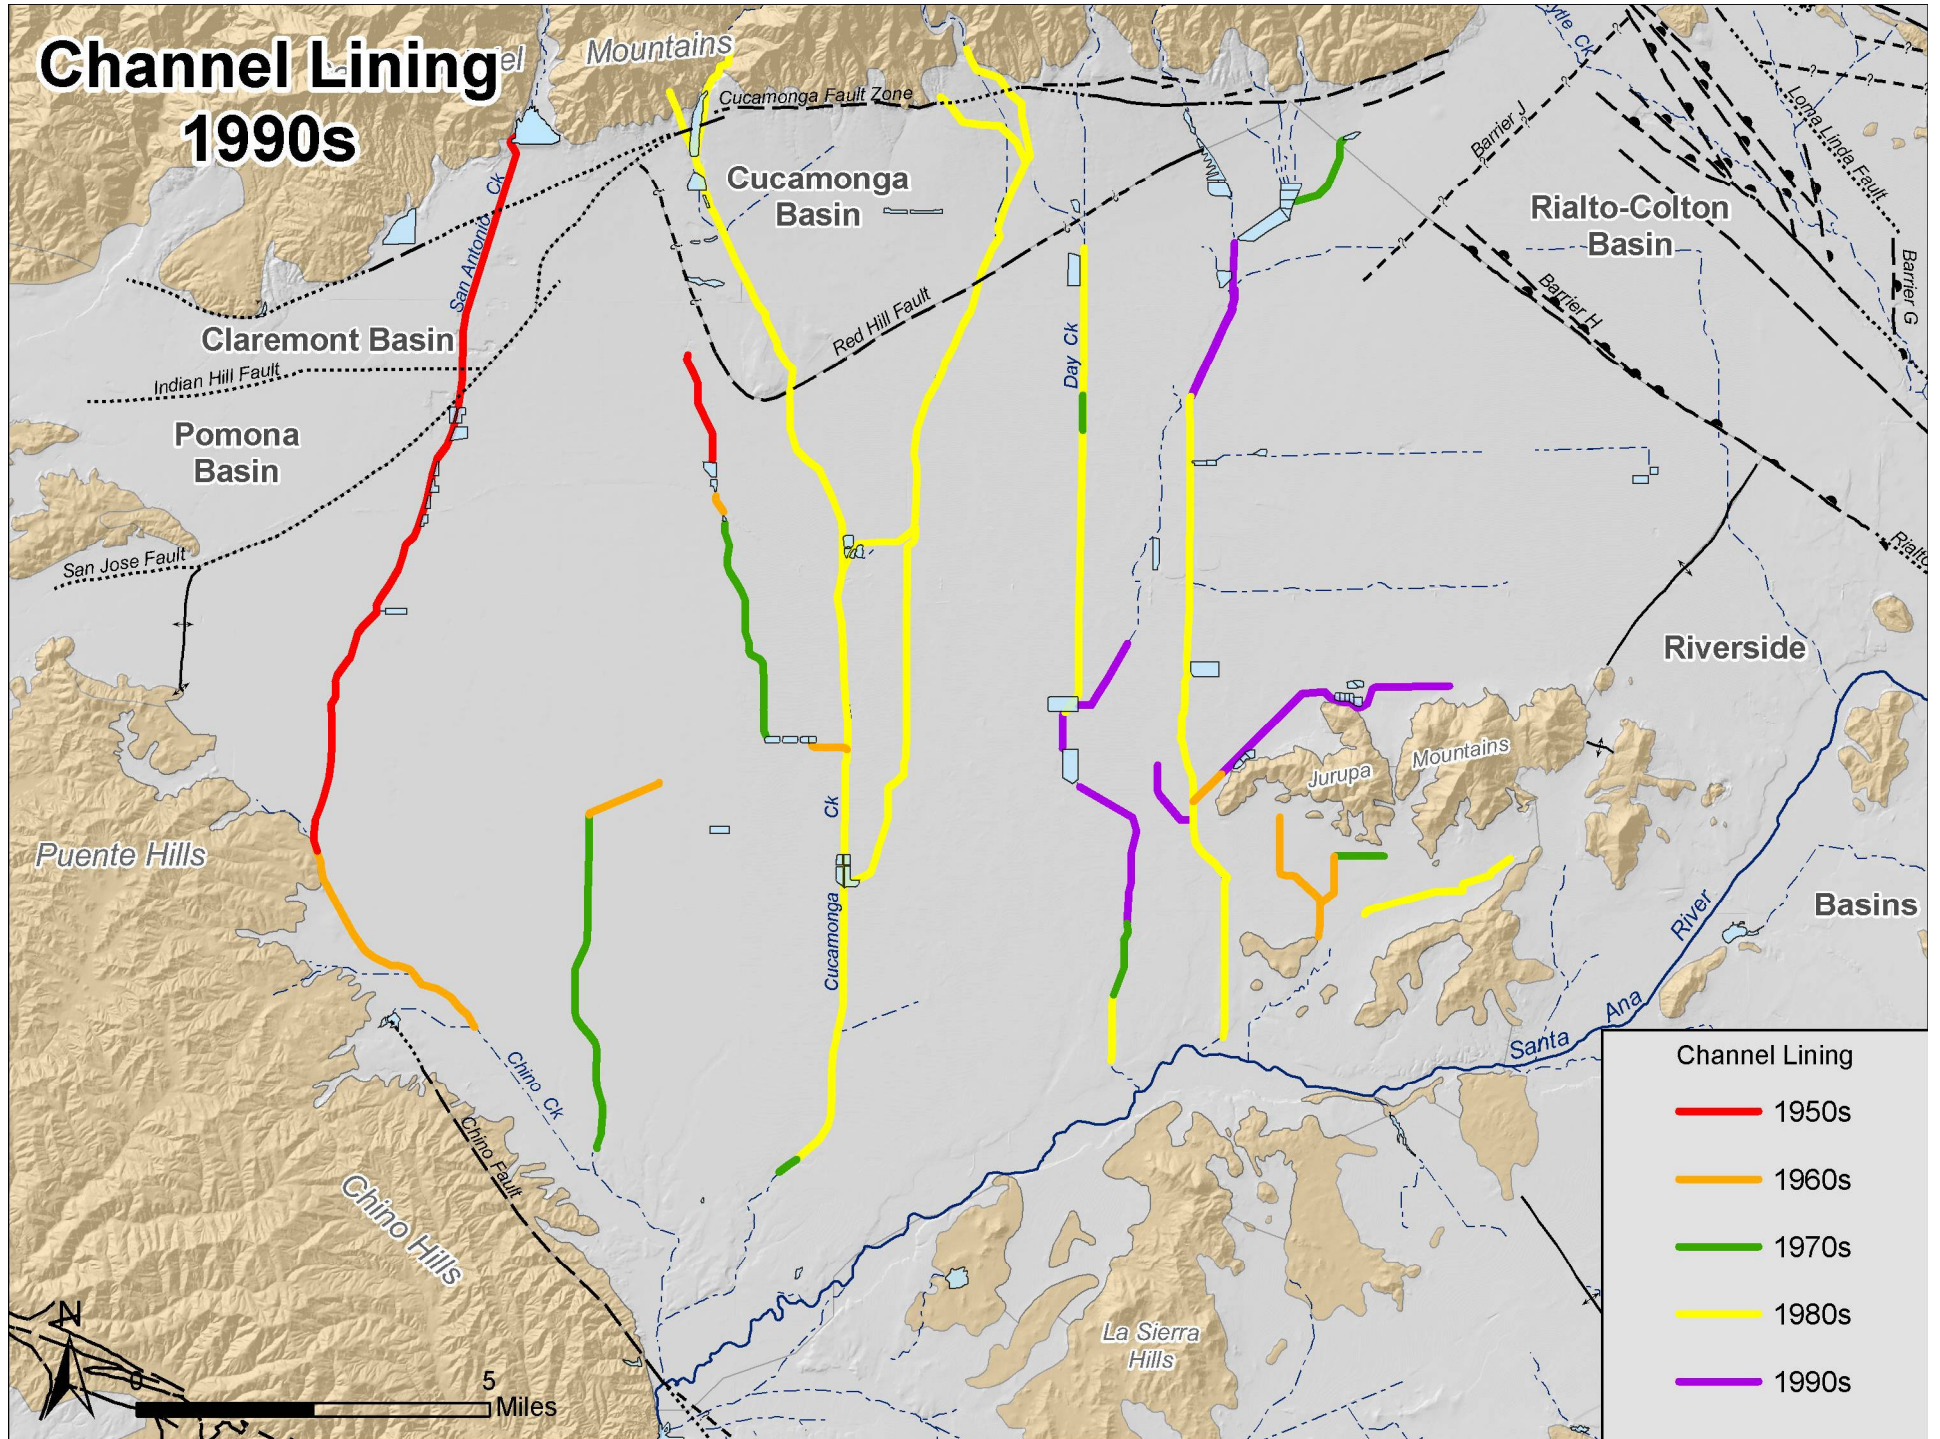 Channel Lining
1990s
Mountains
Cucamonga Fault Zone
Cucamonga
Basin
Rialto-Colton
Basin
Barrier J
Loma Linda Fault
Barrier G
Barrier H
San Antonio Ck
Claremont Basin
Indian Hill Fault
Red Hill Fault
Day Ck
Pomona
Basin
San Jose Fault
Riverside
Jurupa Mountains
Puente Hills
Cucamonga Ck
Basins
Santa Ana River
Chino Ck
Chino Fault
Chino Hills
La Sierra
Hills
N
0 5
Miles
Channel Lining
1950s
1960s
1970s
1980s
1990s